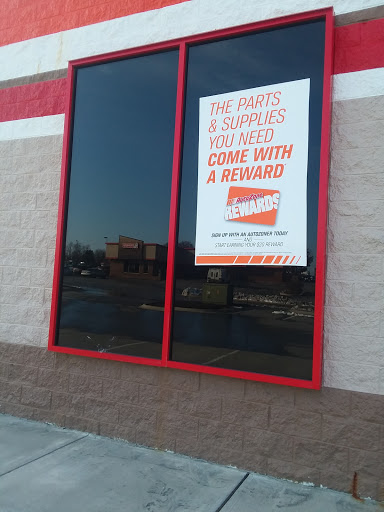 THE PARTS
& SUPPLIES
YOU NEED
COME WITH
A REWARD
AutoZone
REWARDS
SIGN UP WITH AN AUTOZONER TODAY
AND
START EARNING YOUR $20 REWARD